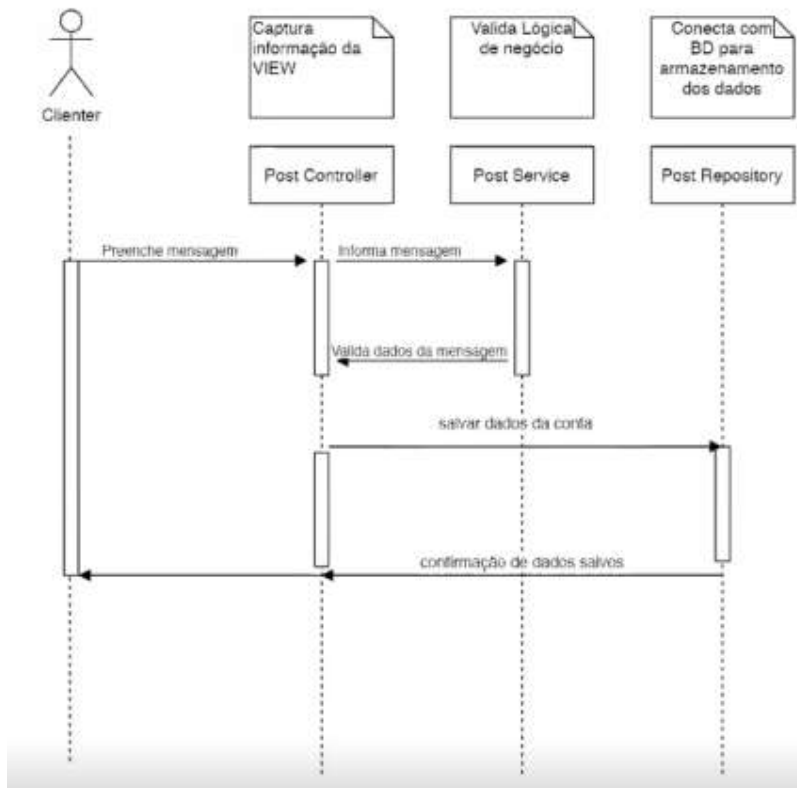 Captura
informação da
VIEW
Valida Lógica
de negócio
Conecta com
BD para
armazenamento
dos dados
Clienter
Post Controller
Post Service
Post Repository
Preenche mensagem
Informa mensagem
Valida dados da mensagem
salvar dados da conta
confirmação de dados salvos